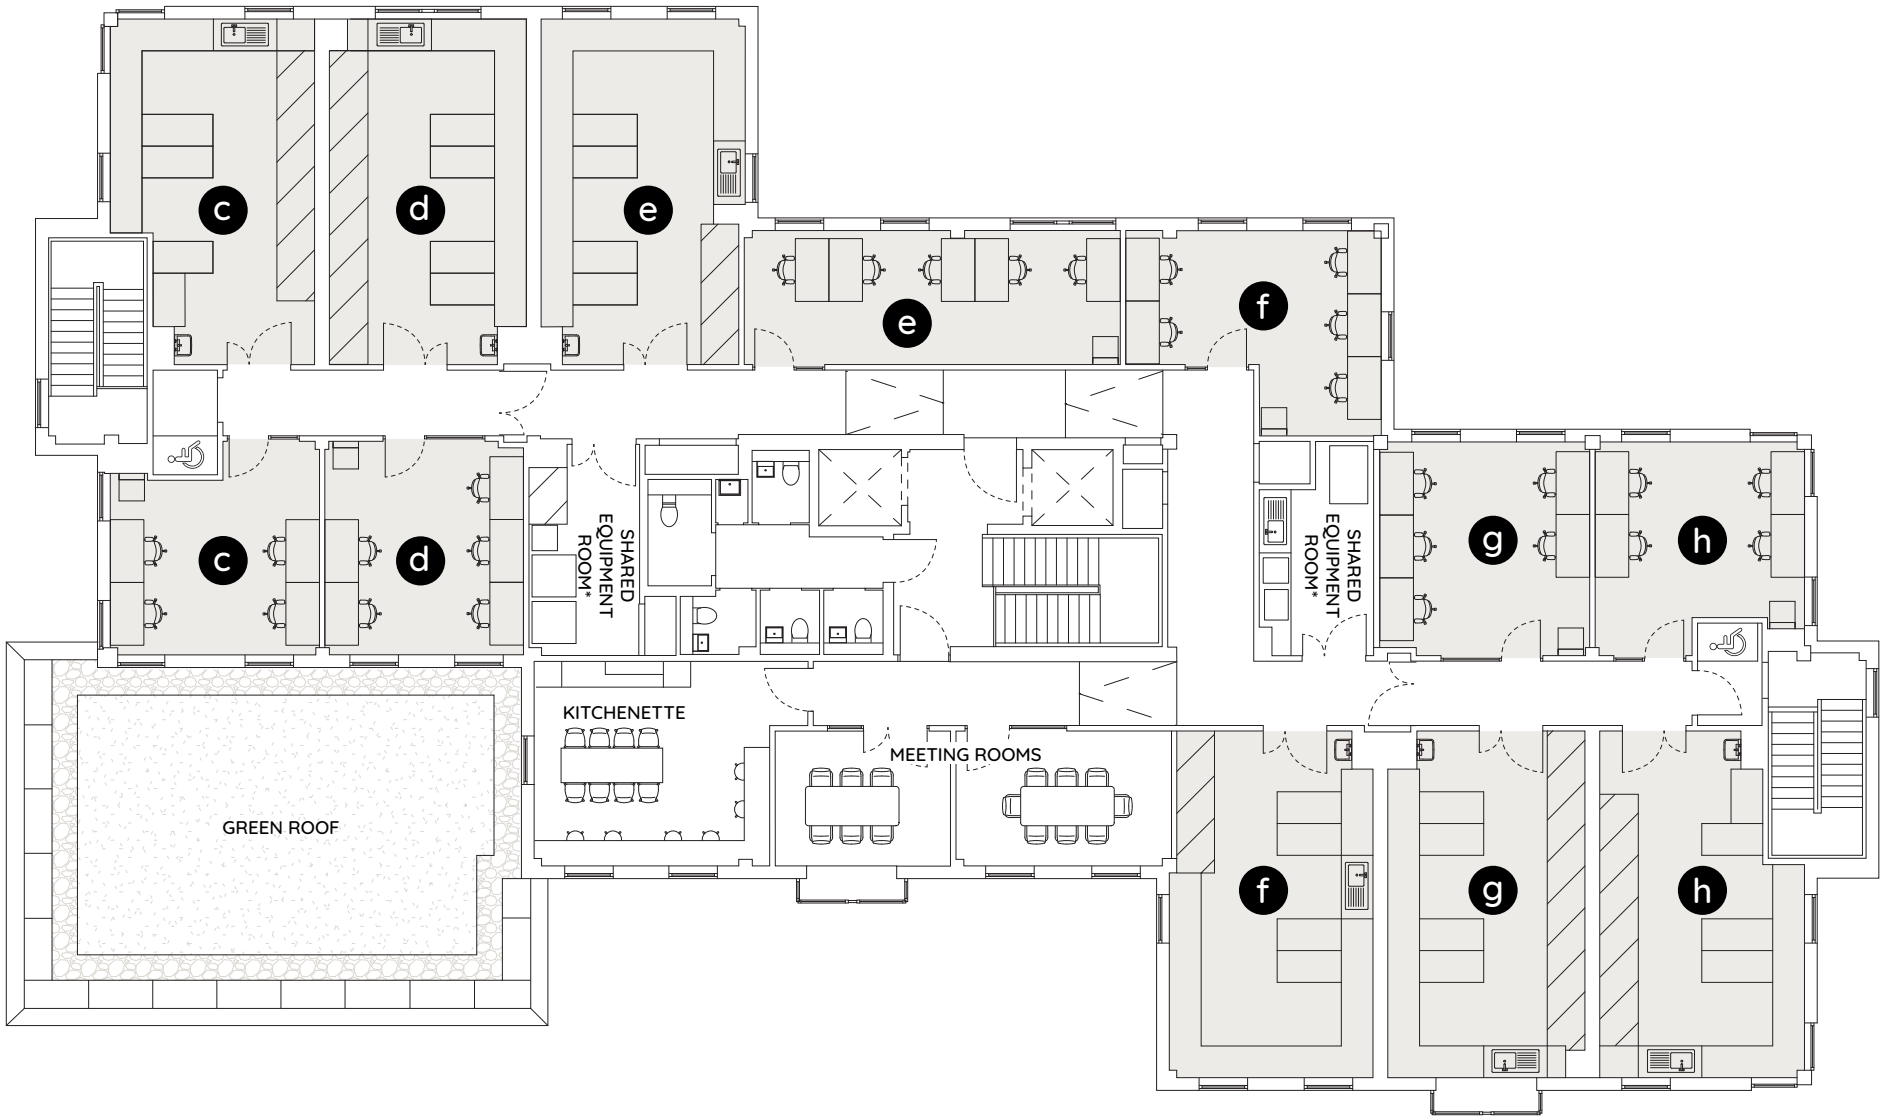 c
d
e
e
f
c
d
SHARED
EQUIPMENT
ROOM*
SHARED
EQUIPMENT
ROOM*
g
h
KITCHENETTE
MEETING ROOMS
GREEN ROOF
f
g
h